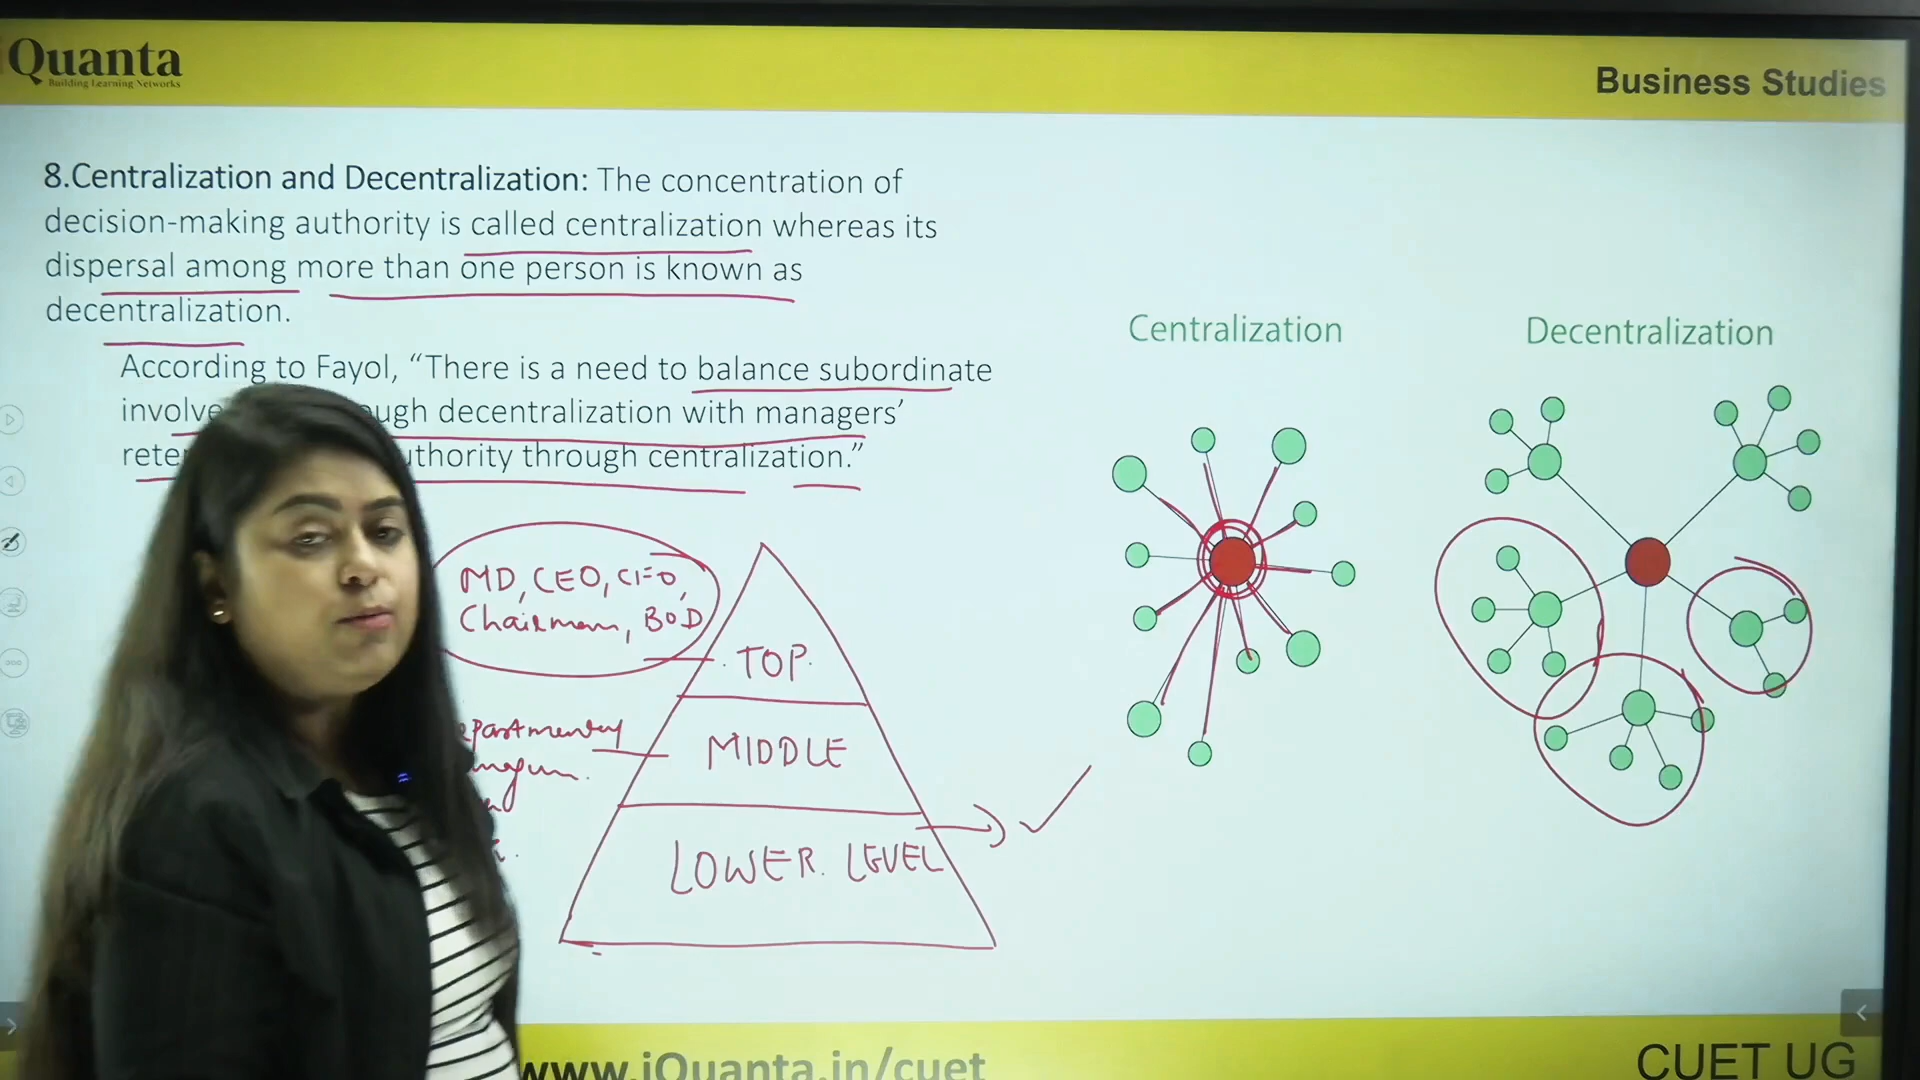 Quanta
Building Learning Networks
Business Studies
8.Centralization and Decentralization: The concentration of
decision-making authority is called centralization whereas its
dispersal among more than one person is known as
decentralization.
According to Fayol, “There is a need to balance subordinate
involve ugh decentralization with managers’
rete uthority through centralization.”
Centralization
Decentralization
MD, CEO, CFO,
Chairman, BOD
TOP
epartmental
MIDDLE
LOWER LEVEL
www.iQuanta.in/cuet
CUET UG